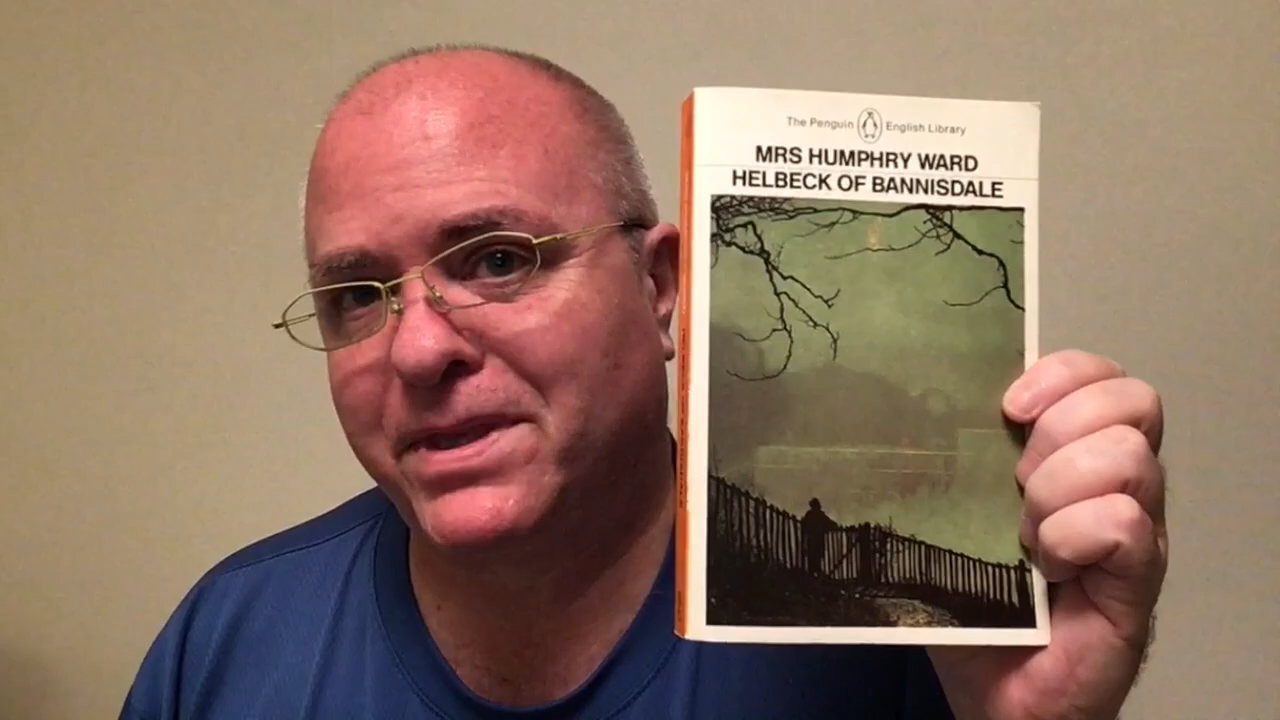 The Penguin English Library
MRS HUMPHRY WARD
HELBECK OF BANNISDALE